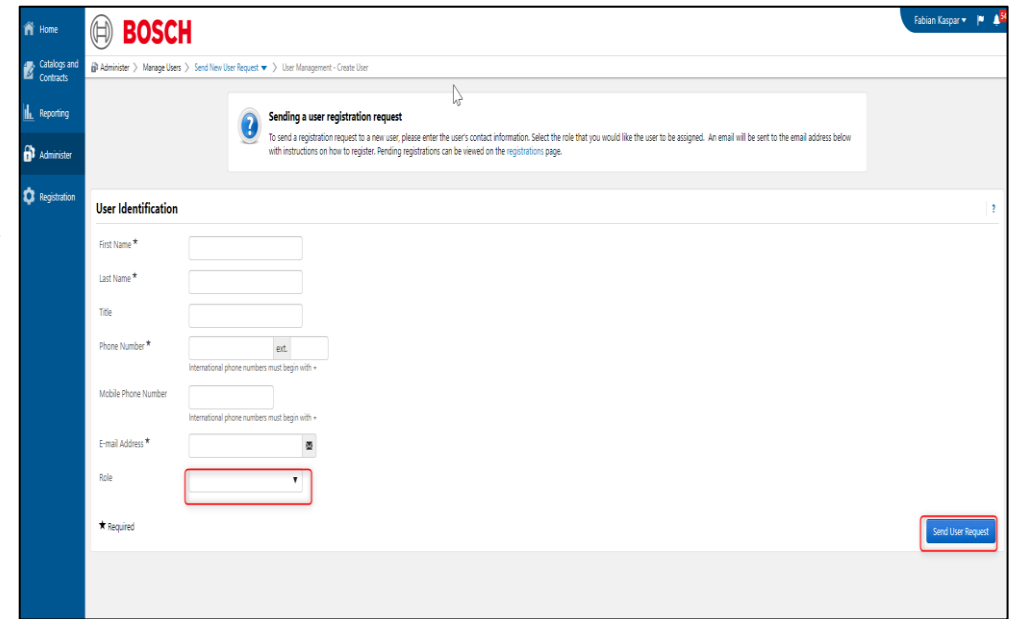 Home
BOSCH
Fabian Kaspar
54
Catalogs and
Contracts
Administer > Manage Users > Send New User Request > User Management - Create User
Reporting
Sending a user registration request
To send a registration request to a new user, please enter the user's contact information. Select the role that you would like the user to be assigned. An email will be sent to the email address below
with instructions on how to register. Pending registrations can be viewed on the registrations page.
Administer
Registration
User Identification
?
First Name ★
Last Name ★
Title
Phone Number ★
ext.
International phone numbers must begin with +
Mobile Phone Number
International phone numbers must begin with +
E-mail Address ★
Role
★ Required
Send User Request